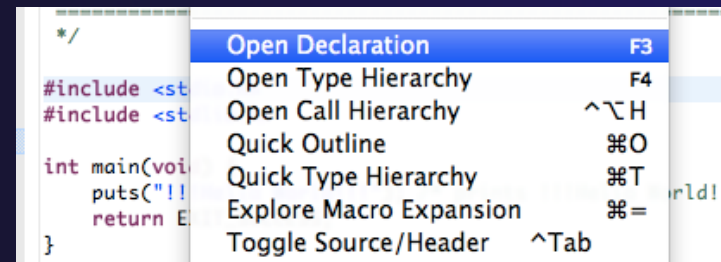 */
Open Declaration F3
#include <st
Open Type Hierarchy F4
#include <st
Open Call Hierarchy ^⌥H
Quick Outline ⌘O
int main(voi
Quick Type Hierarchy ⌘T
puts("!! rld!
Explore Macro Expansion ⌘=
return E
Toggle Source/Header ^Tab
}